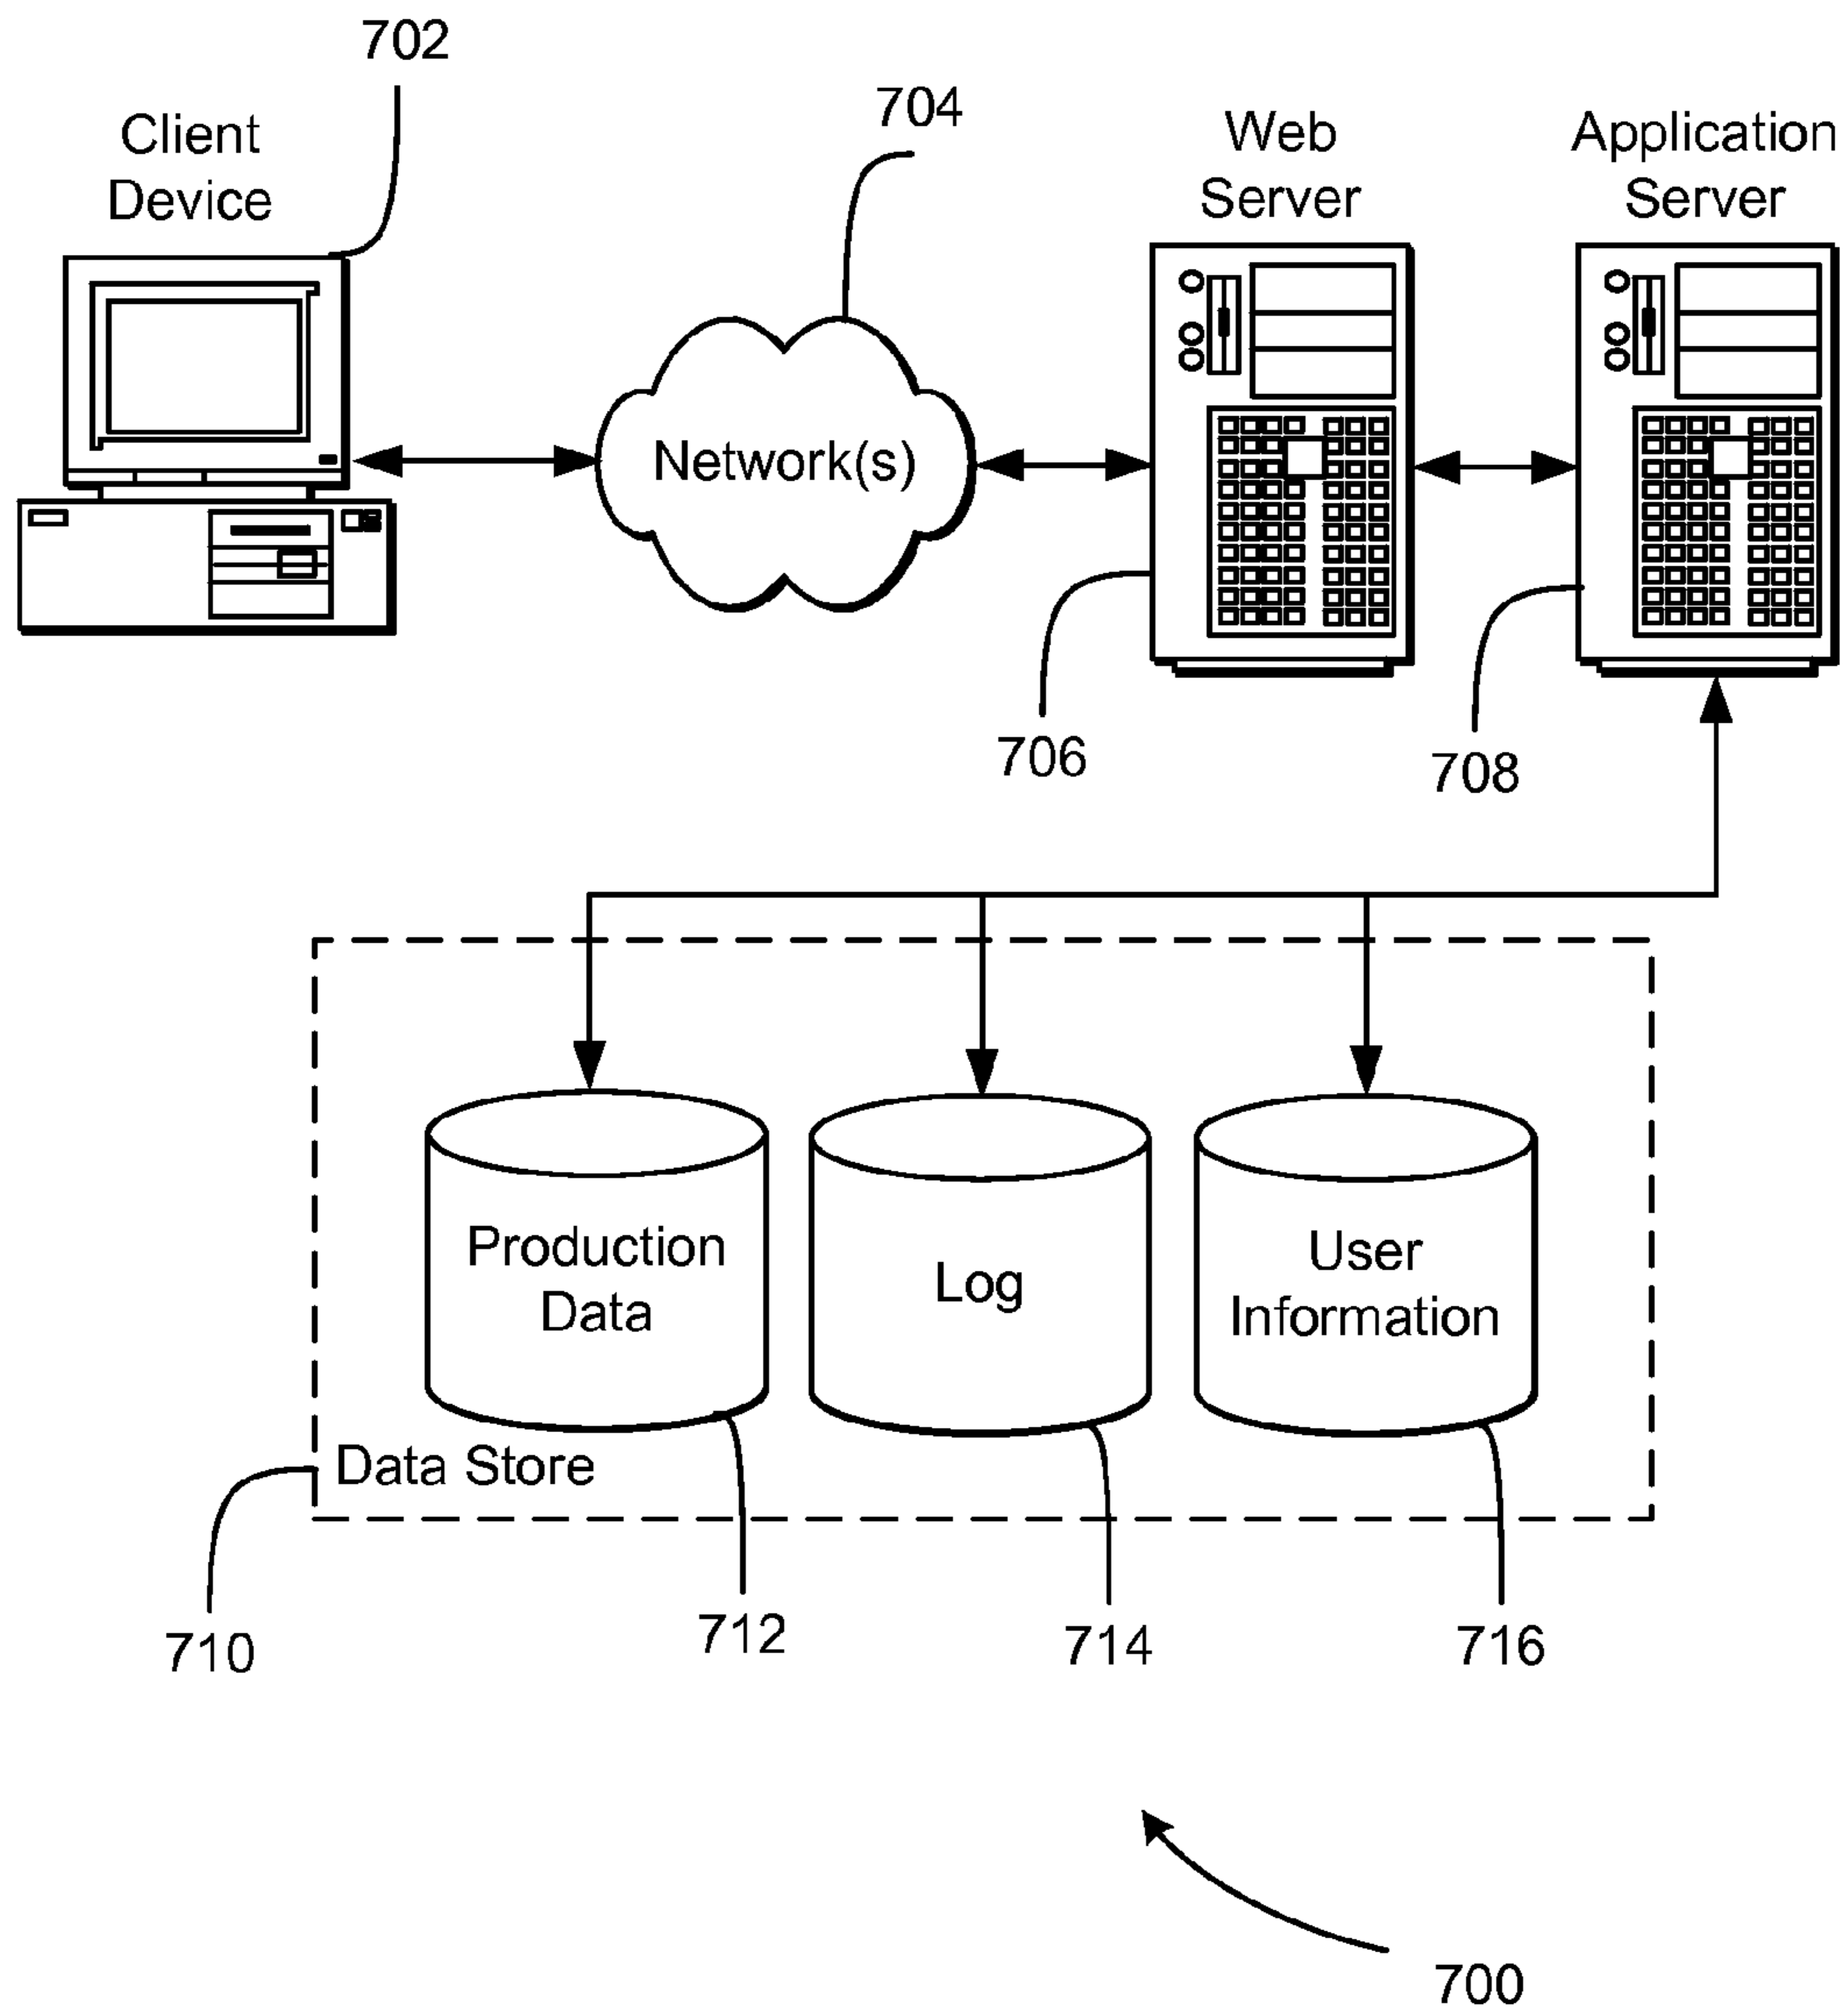 702
704
Client
Device
Web
Server
Application
Server
Network(s)
706
708
Production
Data
Log
User
Information
Data Store
710
712
714
716
700